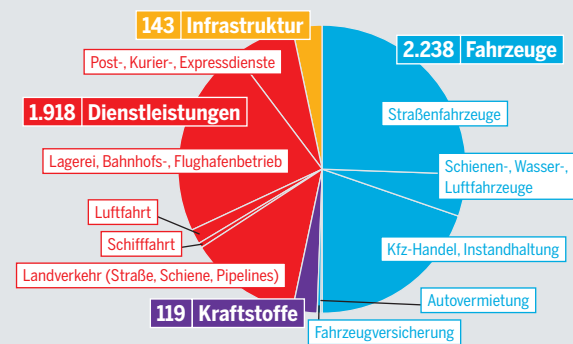 143 Infrastruktur
2.238 Fahrzeuge
Post-, Kurier-, Expressdienste
1.918 Dienstleistungen
Straßenfahrzeuge
Lagerei, Bahnhofs-, Flughafenbetrieb
Schienen-, Wasser-,
Luftfahrzeuge
Luftfahrt
Schifffahrt
Kfz-Handel, Instandhaltung
Landverkehr (Straße, Schiene, Pipelines)
Autovermietung
119 Kraftstoffe
Fahrzeugversicherung